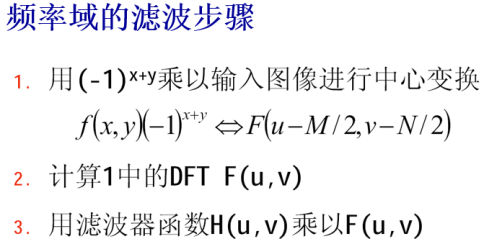 频率域的滤波步骤
1. 用(-1)ˣ⁺ʸ乘以输入图像进行中心变换
f(x,y)(−1)ˣ⁺ʸ ⇔ F(u−M/2,v−N/2)
2. 计算1中的DFT F(u,v)
3. 用滤波器函数H(u,v)乘以F(u,v)